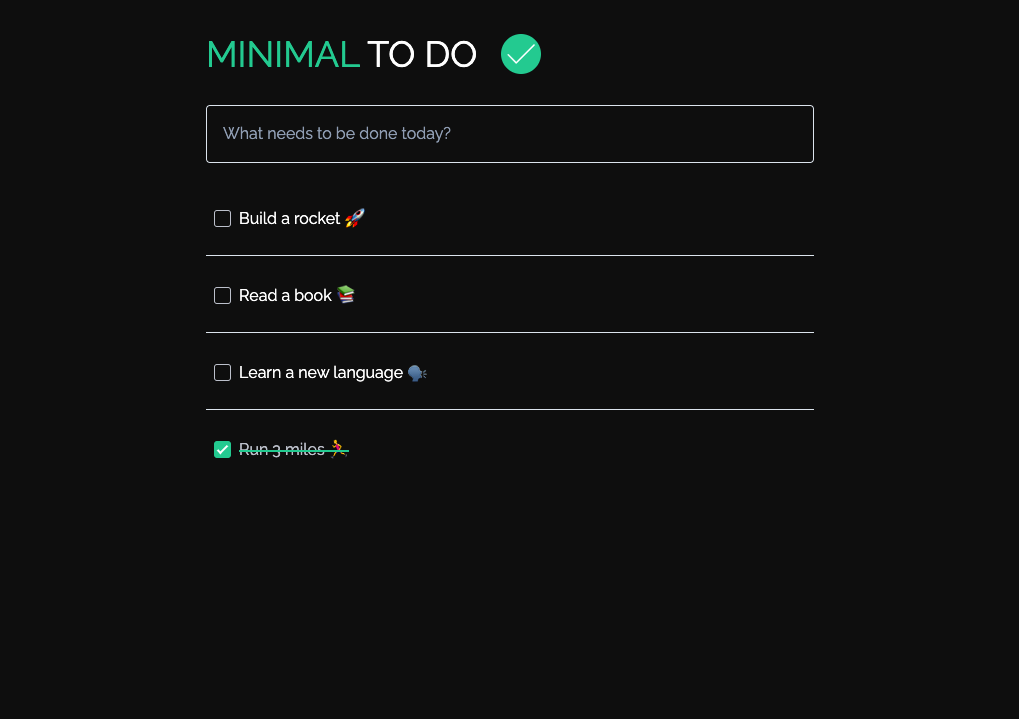 MINIMAL TO DO
What needs to be done today?
Build a rocket 🚀
Read a book 📚
Learn a new language 🗣️
Run 3 miles 🏃